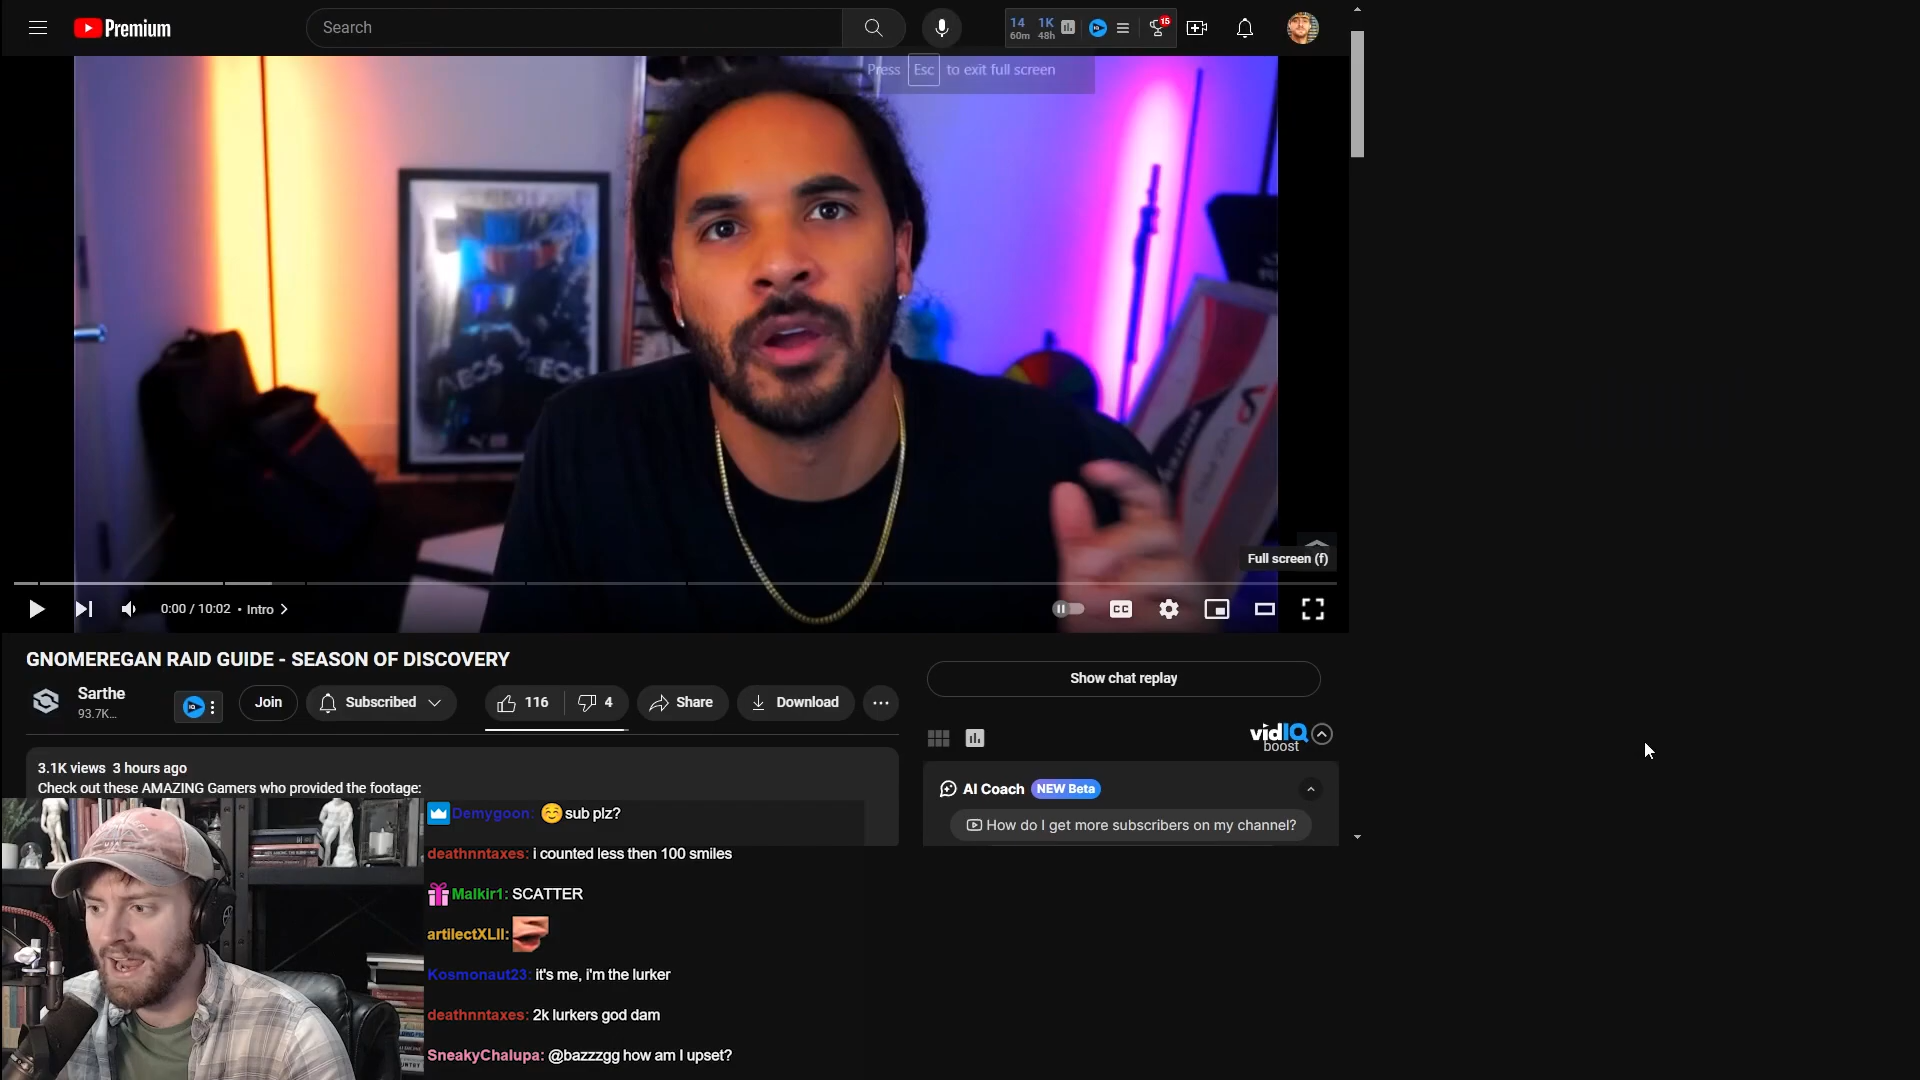 Premium
Search
14 1K
60m 48h
15
Press Esc to exit full screen
Full screen (f)
0:00 / 10:02 • Intro
CC
GNOMEREGAN RAID GUIDE - SEASON OF DISCOVERY
Sarthe
93.7K...
Join
Subscribed
116
4
Share
Download
Show chat replay
vidIQ
boost
3.1K views 3 hours ago
Check out these AMAZING Gamers who provided the footage:
AI Coach NEW Beta
How do I get more subscribers on my channel?
Demygoon: sub plz?
deathnntaxes: i counted less then 100 smiles
Malkir1: SCATTER
artilectXLII:
Kosmonaut23: it's me, i'm the lurker
deathnntaxes: 2k lurkers god dam
SneakyChalupa: @bazzzgg how am I upset?